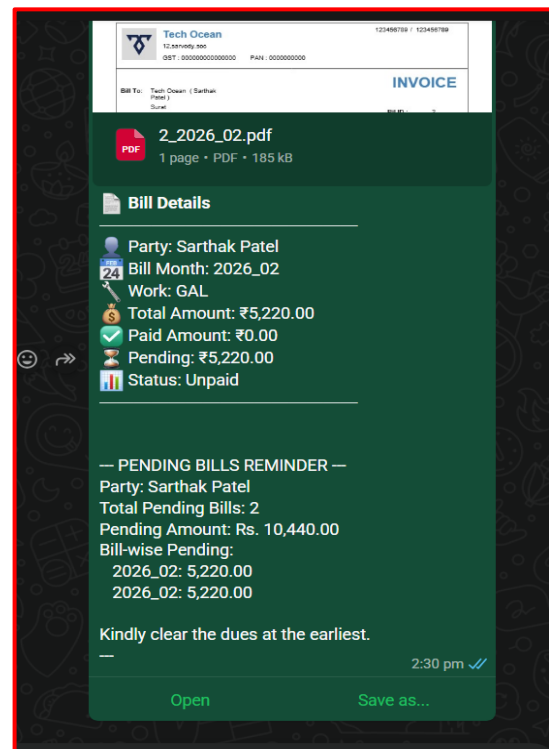 Tech Ocean
123456789 / 123456789
12,sarvody,soc
GST : 000000000000000 PAN : 0000000000
INVOICE
Bill To: Tech Ocean ( Sarthak
Patel )
Surat
2
PDF
2_2026_02.pdf
1 page • PDF • 185 kB
Bill Details
Party: Sarthak Patel
FEB
24
Bill Month: 2026_02
Work: GAL
Total Amount: ₹5,220.00
Paid Amount: ₹0.00
Pending: ₹5,220.00
Status: Unpaid
--- PENDING BILLS REMINDER ---
Party: Sarthak Patel
Total Pending Bills: 2
Pending Amount: Rs. 10,440.00
Bill-wise Pending:
2026_02: 5,220.00
2026_02: 5,220.00
Kindly clear the dues at the earliest.
---
2:30 pm
Open
Save as...